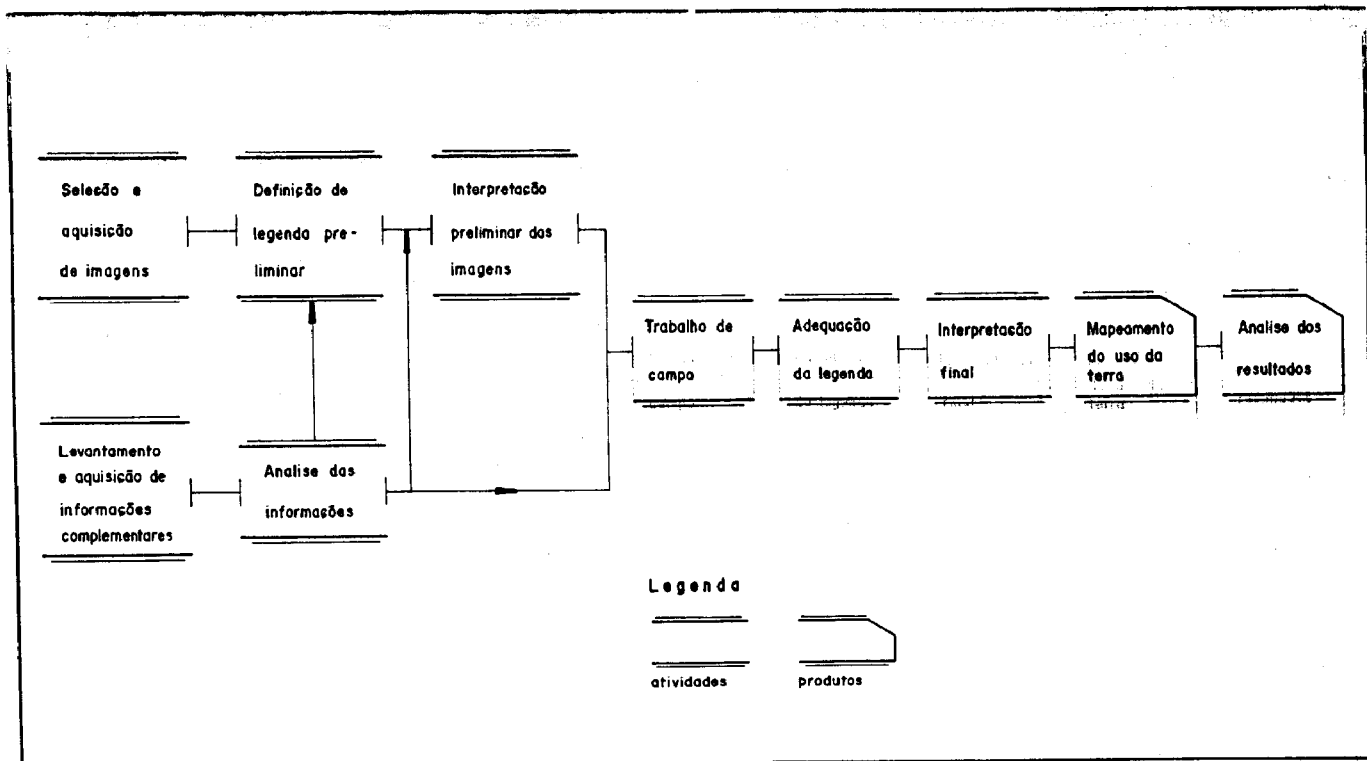 Seleção e
aquisição
de imagens
Definição de
legenda pre-
liminar
Interpretação
preliminar das
imagens
Levantamento
e aquisição de
informações
complementares
Analise das
informações
Trabalho de
campo
Adequação
da legenda
Interpretação
final
Mapeamento
do uso da
terra
Analise dos
resultados
Legenda
atividades
produtos